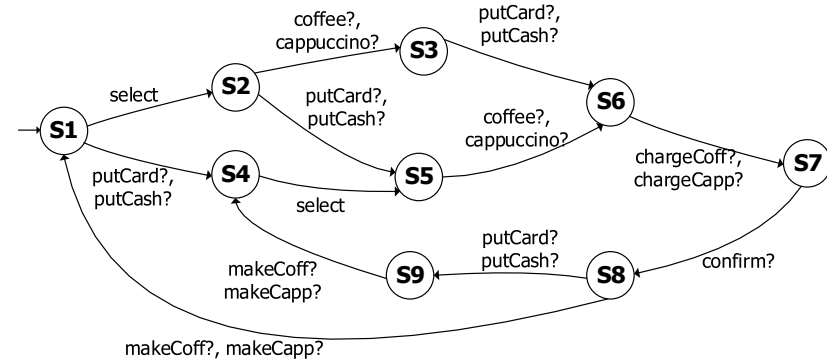 putCard?,
putCash?
coffee?,
cappuccino?
S3
S2
select
putCard?,
putCash?
S6
coffee?,
cappuccino?
S1
chargeCoff?,
chargeCapp?
S7
putCard?,
putCash?
S4
S5
select
putCard?
putCash?
confirm?
makeCoff?
makeCapp?
S9
S8
makeCoff?, makeCapp?